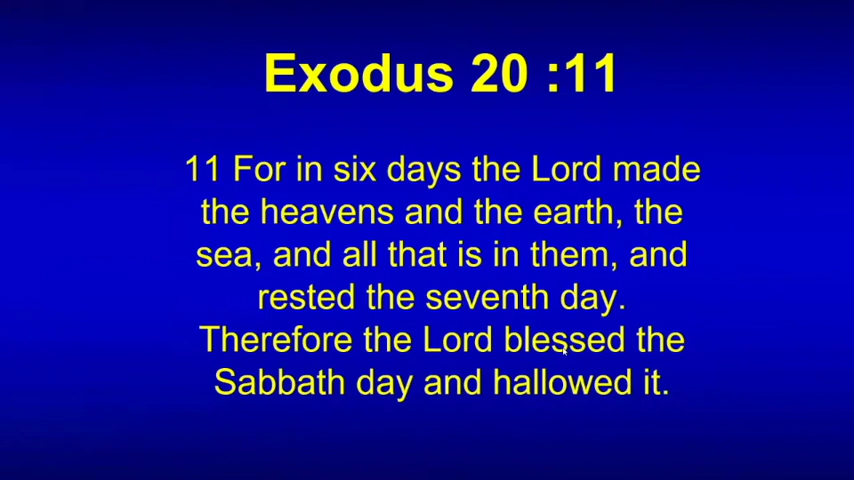 Exodus 20 :11
11 For in six days the Lord made
the heavens and the earth, the
sea, and all that is in them, and
rested the seventh day.
Therefore the Lord blessed the
Sabbath day and hallowed it.